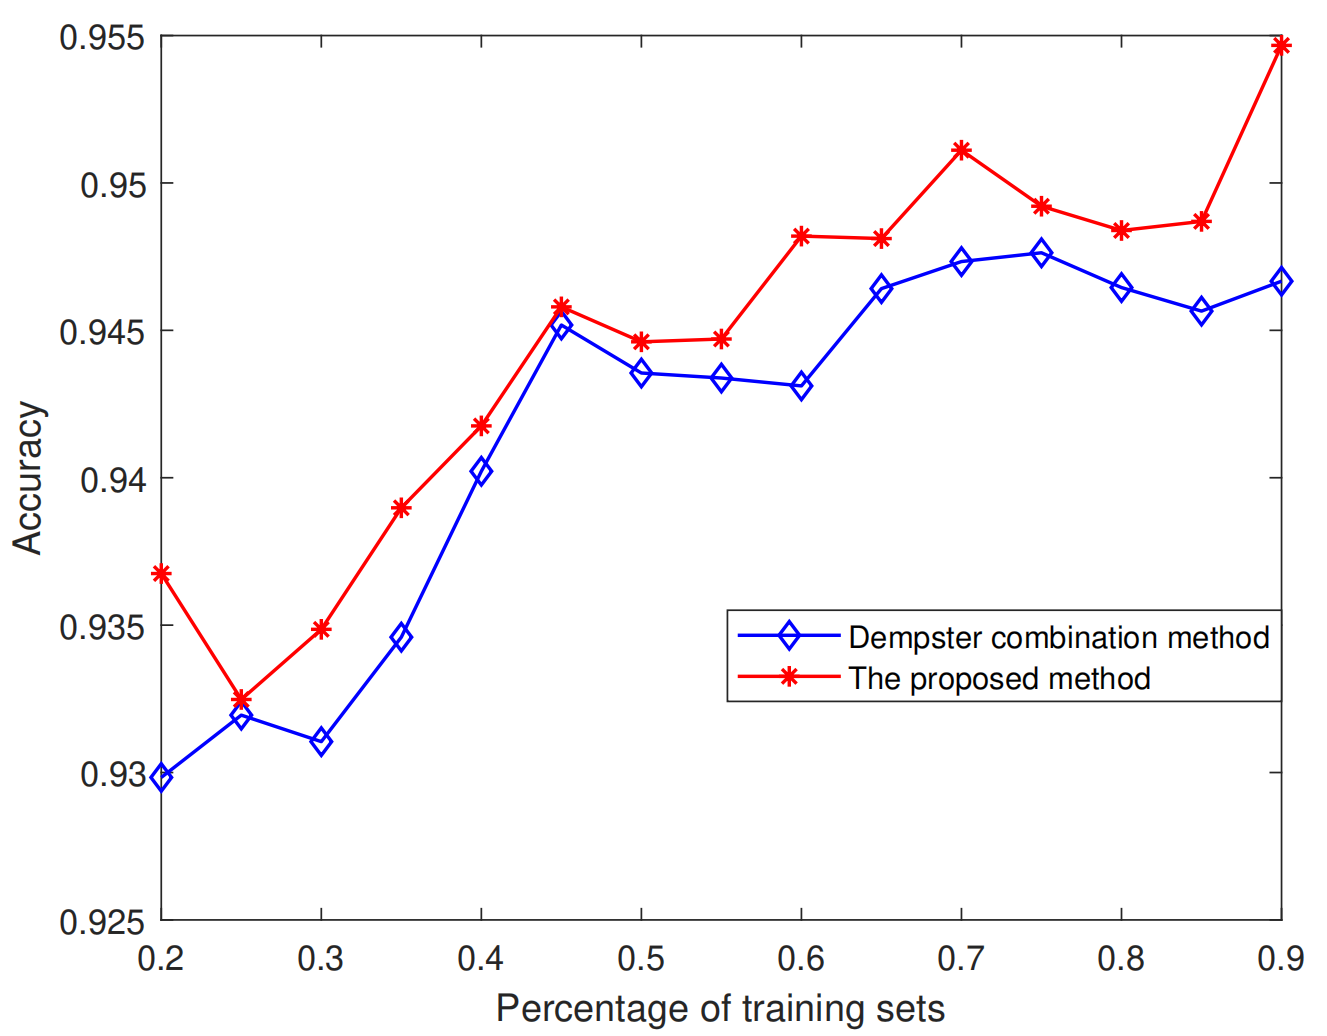 0.955
0.95
0.945
0.94
0.935
0.93
0.925
Accuracy
Dempster combination method
The proposed method
0.2 0.3 0.4 0.5 0.6 0.7 0.8 0.9
Percentage of training sets